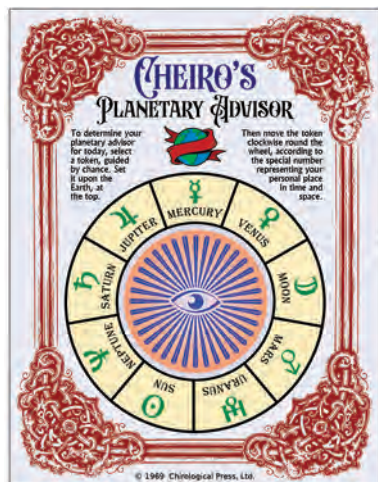 CHEIRO'S
PLANETARY ADVISOR
To determine your
planetary advisor
for today, select
a token, guided
by chance. Set
it upon the
Earth, at
the top.
Then move the token
clockwise round the
wheel, according to
the special number
representing your
personal place
in time and
space.
MERCURY
VENUS
MOON
MARS
URANUS
SUN
NEPTUNE
SATURN
JUPITER
© 1969 Chirological Press, Ltd.